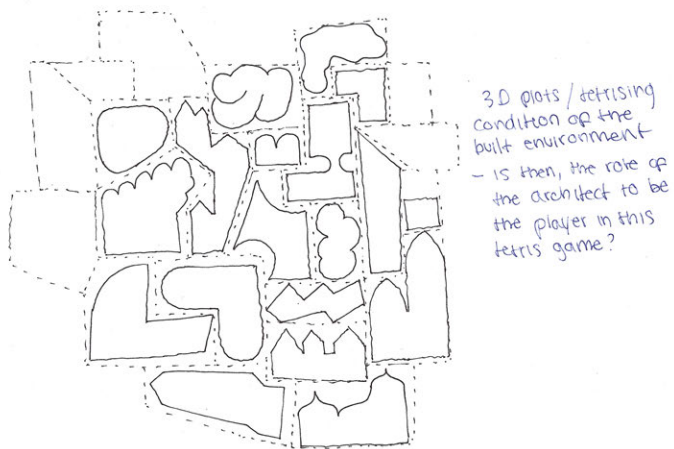 3D plots / tetrising
condition of the
built environment
- is then, the role of
the architect to be
the player in this
tetris game?